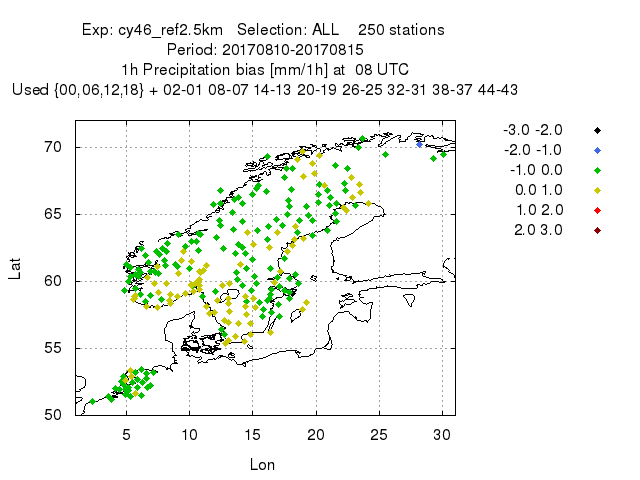 Exp: cy46_ref2.5km   Selection: ALL    250 stations
Period: 20170810-20170815
1h Precipitation bias [mm/1h] at  08 UTC
Used {00,06,12,18} + 02-01 08-07 14-13  20-19 26-25 32-31 38-37 44-43
-3.0 -2.0
-2.0 -1.0
-1.0  0.0
0.0  1.0
1.0  2.0
2.0  3.0
70
65
60
55
50
Lat
5 10 15 20 25 30
Lon